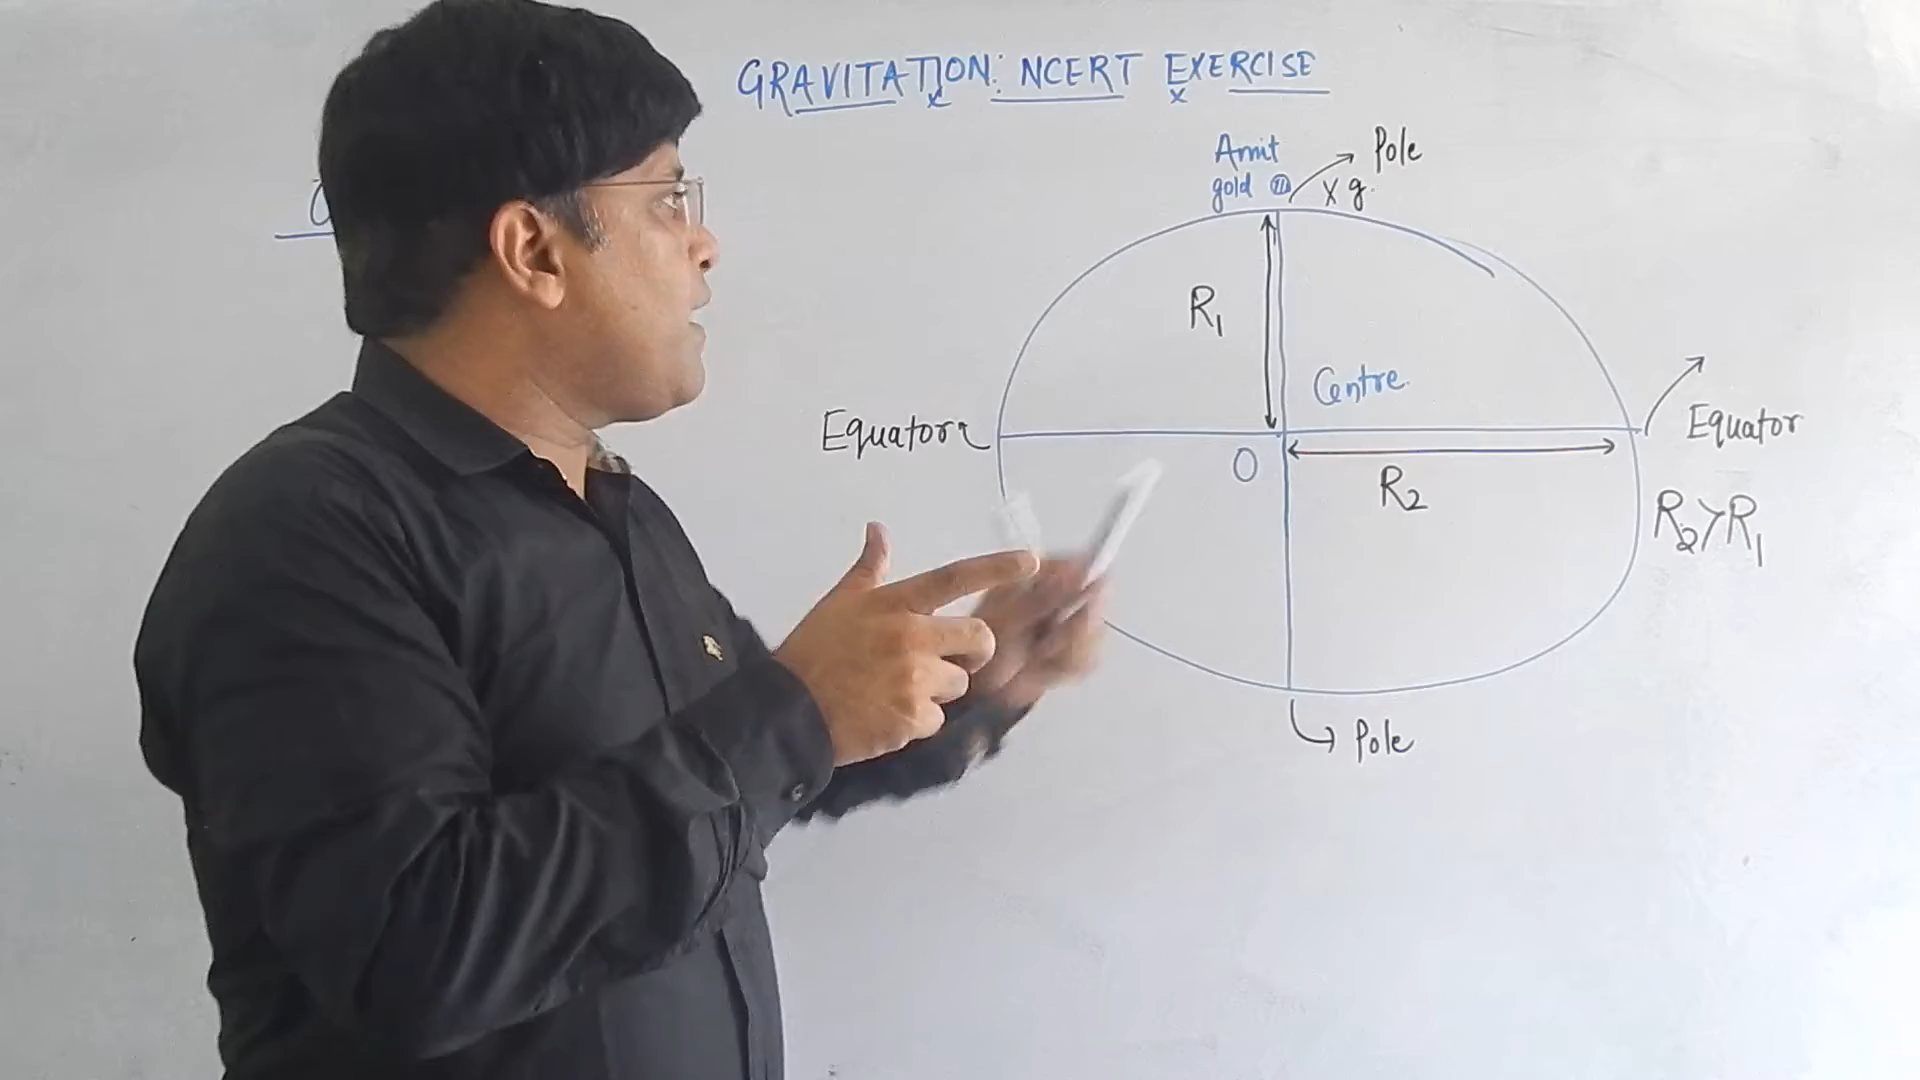 GRAVITATION: NCERT EXERCISE
Amit
gold
Pole
X g.
R1
Centre
Equator
Equator
O
R2
R2>R1
Pole